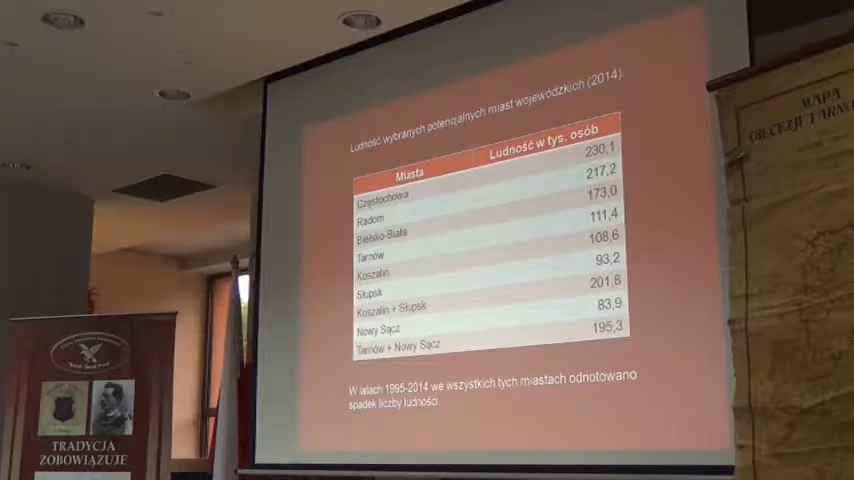 Ludność wybranych potencjalnych miast wojewódzkich (2014)
Miasta Ludność w tys. osób
Częstochowa 230,1
Radom 217,2
Bielsko-Biała 173,0
Tarnów 111,4
Koszalin 108,6
Słupsk 93,2
Koszalin + Słupsk 201,8
Nowy Sącz 83,9
Tarnów + Nowy Sącz 195,3
W latach 1995-2014 we wszystkich tych miastach odnotowano
spadek liczby ludności.
MAPA
DIECEZJI TARNO
TRADYCJA
ZOBOWIĄZUJE